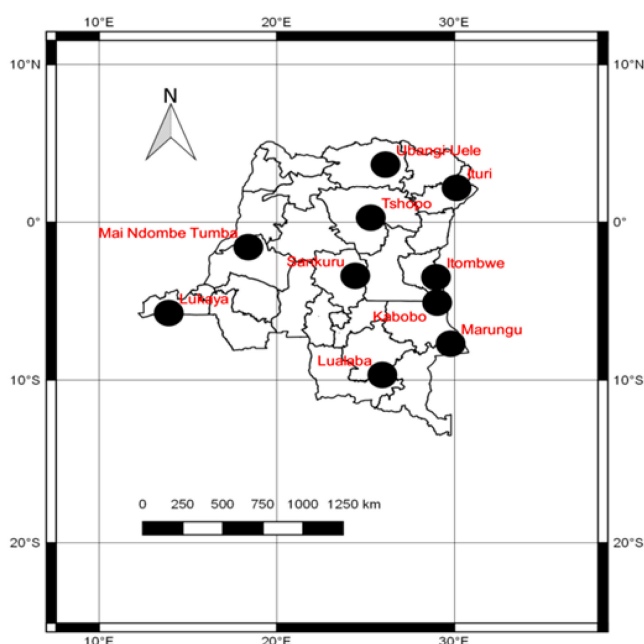 10°E 20°E 30°E
10°N 10°N
N
Ubangi-Uele
Ituri
Tshopo
0° 0°
Mai Ndombe Tumba
Sankuru
Itombwe
Lukaya
Kabobo
Marungu
Lualaba
10°S 10°S
0 250 500 750 1000 1250 km
20°S 20°S
10°E 20°E 30°E